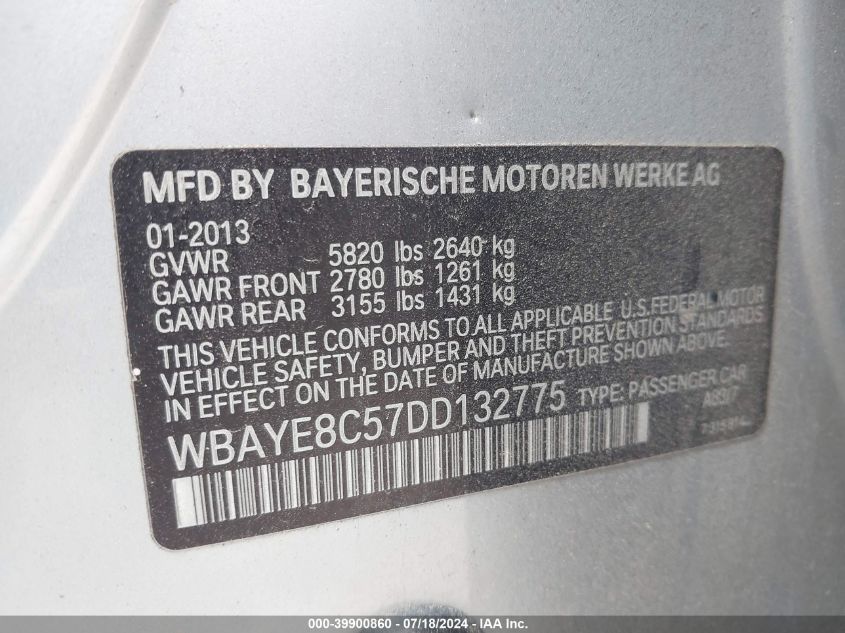 MFD BY BAYERISCHE MOTOREN WERKE AG
01-2013
GVWR 5820 lbs 2640 kg
GAWR FRONT 2780 lbs 1261 kg
GAWR REAR 3155 lbs 1431 kg
THIS VEHICLE CONFORMS TO ALL APPLICABLE U.S. FEDERAL MOTOR
VEHICLE SAFETY, BUMPER AND THEFT PREVENTION STANDARDS
IN EFFECT ON THE DATE OF MANUFACTURE SHOWN ABOVE.
WBAYE8C57DD132775 TYPE: PASSENGER CAR
000-39900860 - 07/18/2024 - IAA Inc.